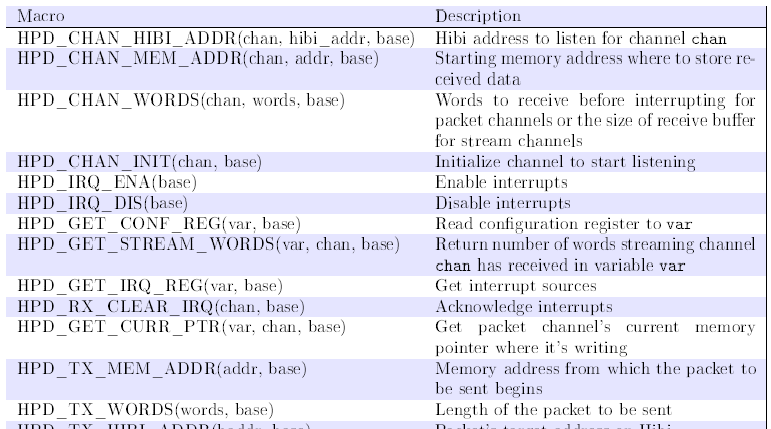 Macro Description
HPD_CHAN_HIBI_ADDR(chan, hibi_addr, base) Hibi address to listen for channel chan
HPD_CHAN_MEM_ADDR(chan, addr, base) Starting memory address where to store re-
ceived data
HPD_CHAN_WORDS(chan, words, base) Words to receive before interrupting for
packet channels or the size of receive buffer
for stream channels
HPD_CHAN_INIT(chan, base) Initialize channel to start listening
HPD_IRQ_ENA(base) Enable interrupts
HPD_IRQ_DIS(base) Disable interrupts
HPD_GET_CONF_REG(var, base) Read configuration register to var
HPD_GET_STREAM_WORDS(var, chan, base) Return number of words streaming channel
chan has received in variable var
HPD_GET_IRQ_REG(var, base) Get interrupt sources
HPD_RX_CLEAR_IRQ(chan, base) Acknowledge interrupts
HPD_GET_CURR_PTR(var, chan, base) Get packet channel's current memory
pointer where it's writing
HPD_TX_MEM_ADDR(addr, base) Memory address from which the packet to
be sent begins
HPD_TX_WORDS(words, base) Length of the packet to be sent